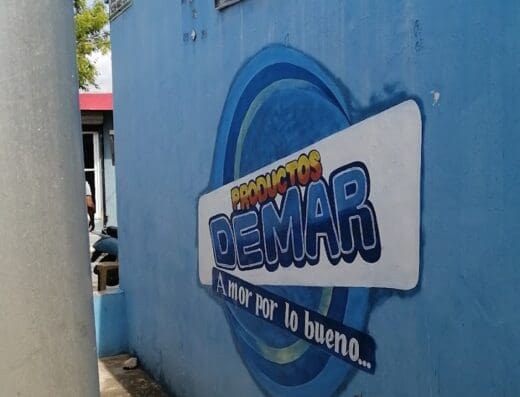 PRODUCTOS
DEMAR
Amor por lo bueno...